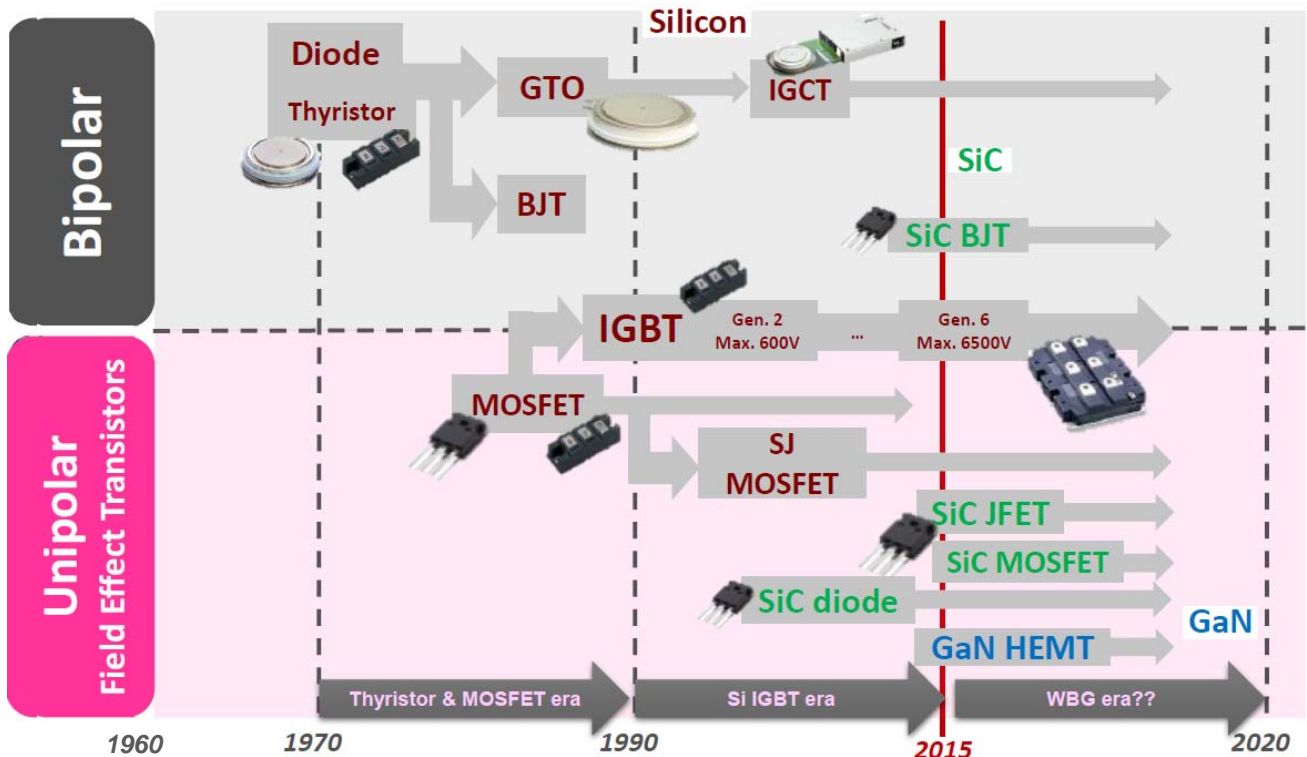 Bipolar
Unipolar
Field Effect Transistors
Silicon
Diode
Thyristor
GTO
IGCT
BJT
SiC
SiC BJT
IGBT
Gen. 2
Max. 600V
...
Gen. 6
Max. 6500V
MOSFET
SJ
MOSFET
SiC JFET
SiC MOSFET
SiC diode
GaN
GaN HEMT
Thyristor & MOSFET era
Si IGBT era
WBG era??
1960
1970
1990
2015
2020